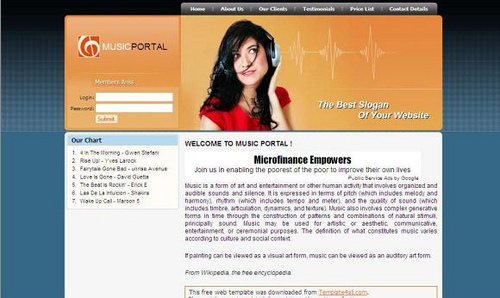 Home About Us Our Clients Testimonials Price List Contact Details
MUSICPORTAL
Members Area
Login:
Password:
Submit
The Best Slogan
Of Your Website
Our Chart
1. 4 In The Morning - Gwen Stefani
2. Rise Up! - Yves Larock
3. Fairytale Gone Bad - unrise Avenue
4. Love Is Gone - David Guetta
5. The Beat Is Rockin' - Erick E
6. Las De La Intuicion - Shakira
7. Wake Up Call - Maroon 5
WELCOME TO MUSIC PORTAL !
Microfinance Empowers
Join us in enabling the poorest of the poor to improve their own lives
Public Service Ads by Google
Music is a form of art and entertainment or other human activity that involves organized and
audible sounds and silence. It is expressed in terms of pitch (which includes melody and
harmony), rhythm (which includes tempo and meter), and the quality of sound (which
includes timbre, articulation, dynamics, and texture). Music also involves complex generative
forms in time through the construction of patterns and combinations of natural stimuli,
principally sound. Music may be used for artistic or aesthetic, communicative,
entertainment, or ceremonial purposes. The definition of what constitutes music varies
according to culture and social context.
If painting can be viewed as a visual art form, music can be viewed as an auditory art form.
From Wikipedia, the free encyclopedia
This free web template was downloaded from Template4all.com.